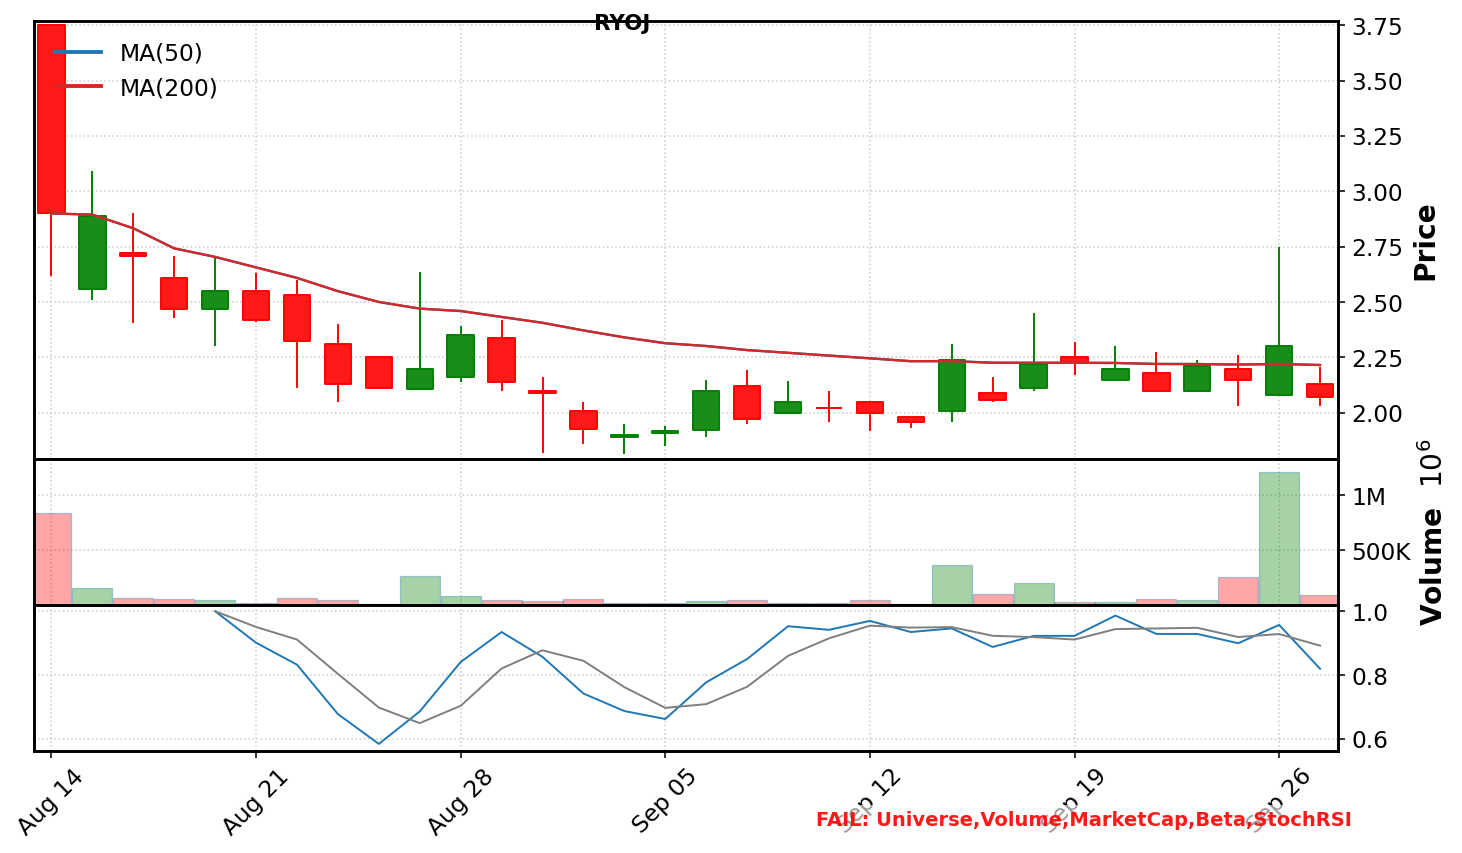 RYOJ
MA(50)
MA(200)
3.75
3.50
3.25
3.00
2.75
2.50
2.25
2.00
Price
1M
500K
Volume 10⁶
1.0
0.8
0.6
Aug 14
Aug 21
Aug 28
Sep 05
Sep 12
Sep 19
Sep 26
FAIL: Universe,Volume,MarketCap,Beta,StochRSI